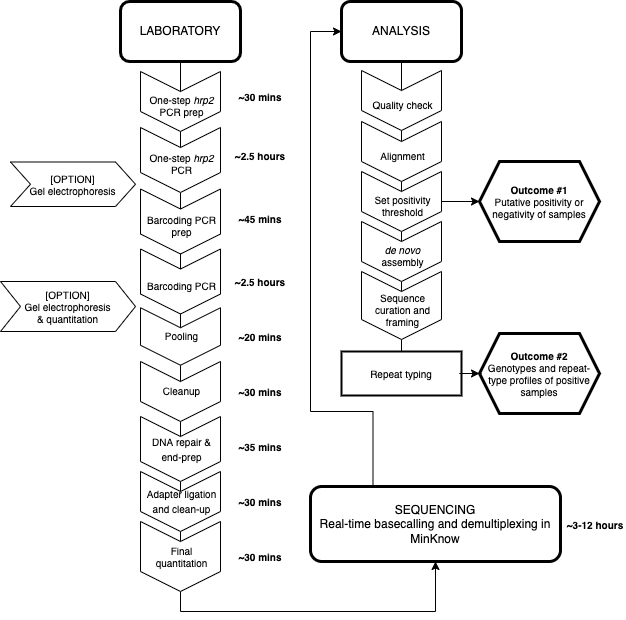 LABORATORY
One-step hrp2
PCR prep
~30 mins
One-step hrp2
PCR
~2.5 hours
[OPTION]
Gel electrophoresis
Barcoding PCR
prep
~45 mins
Barcoding PCR
~2.5 hours
[OPTION]
Gel electrophoresis
& quantitation
Pooling
~20 mins
Cleanup
~30 mins
DNA repair &
end-prep
~35 mins
Adapter ligation
and clean-up
~30 mins
Final
quantitation
~30 mins
SEQUENCING
Real-time basecalling and demultiplexing in
MinKnow
~3-12 hours
ANALYSIS
Quality check
Alignment
Set positivity
threshold
Outcome #1
Putative positivity or
negativity of samples
de novo
assembly
Sequence
curation and
framing
Repeat typing
Outcome #2
Genotypes and repeat-
type profiles of positive
samples